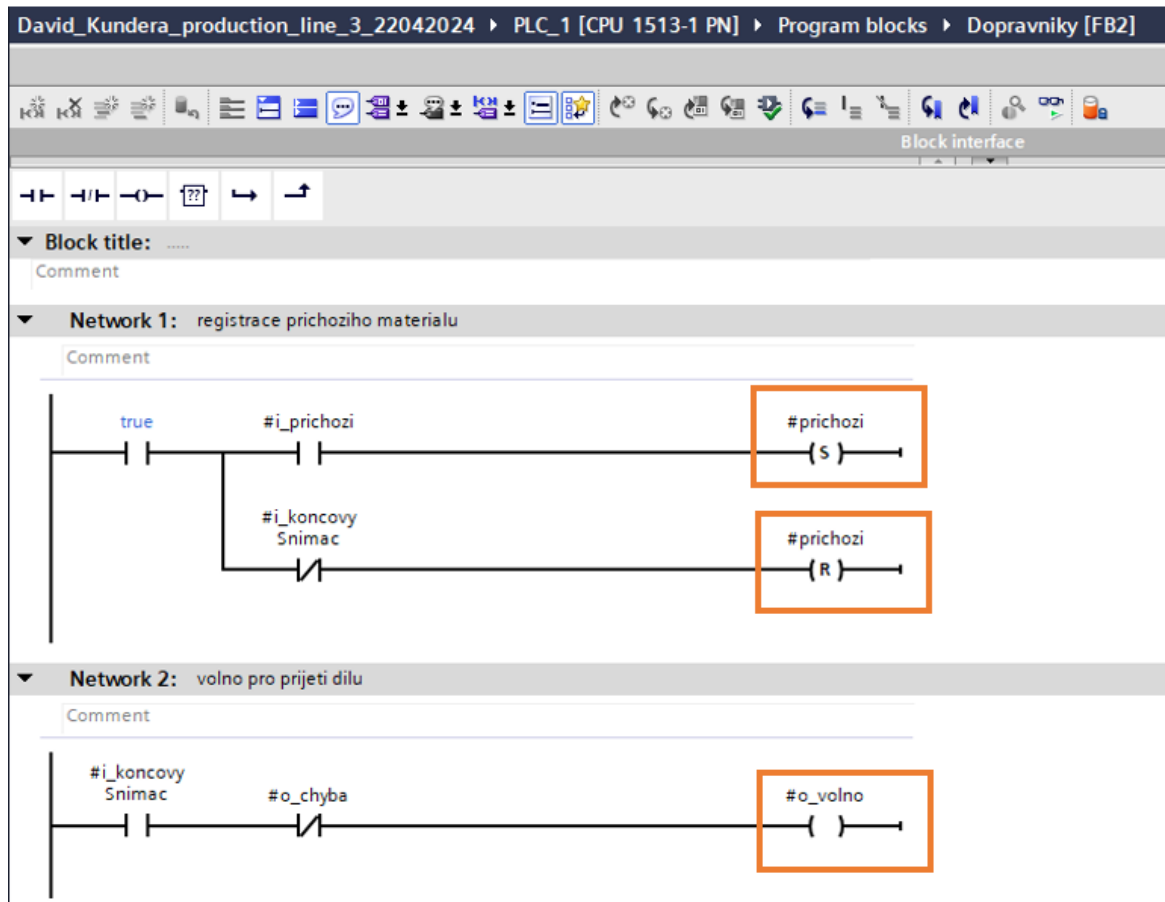 David_Kundera_production_line_3_22042024 ▸ PLC_1 [CPU 1513-1 PN] ▸ Program blocks ▸ Dopravniky [FB2]
Block interface
??
Block title: .....
Comment
Network 1: registrace prichoziho materialu
Comment
true #i_prichozi #prichozi
S
#i_koncovy
Snimac #prichozi
R
Network 2: volno pro prijeti dilu
Comment
#i_koncovy
Snimac #o_chyba #o_volno